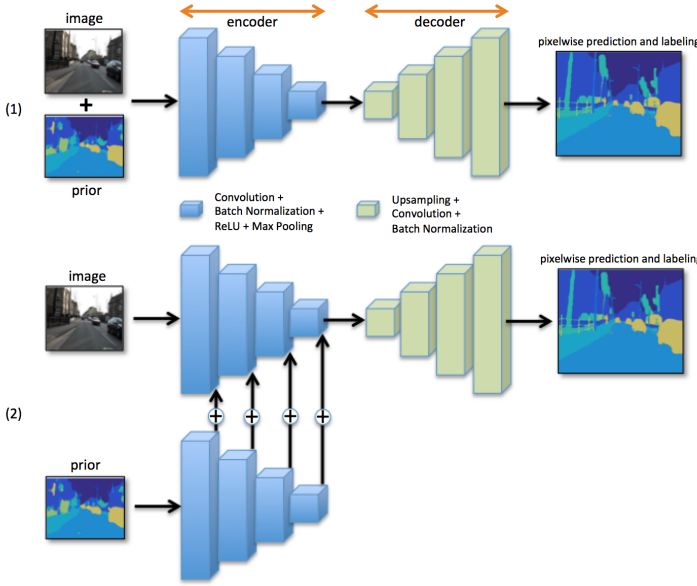 encoder
decoder
image
pixelwise prediction and labeling
+
(1)
prior
Convolution +
Batch Normalization +
ReLU + Max Pooling
Upsampling +
Convolution +
Batch Normalization
image
pixelwise prediction and labeling
(2)
+ + + +
prior